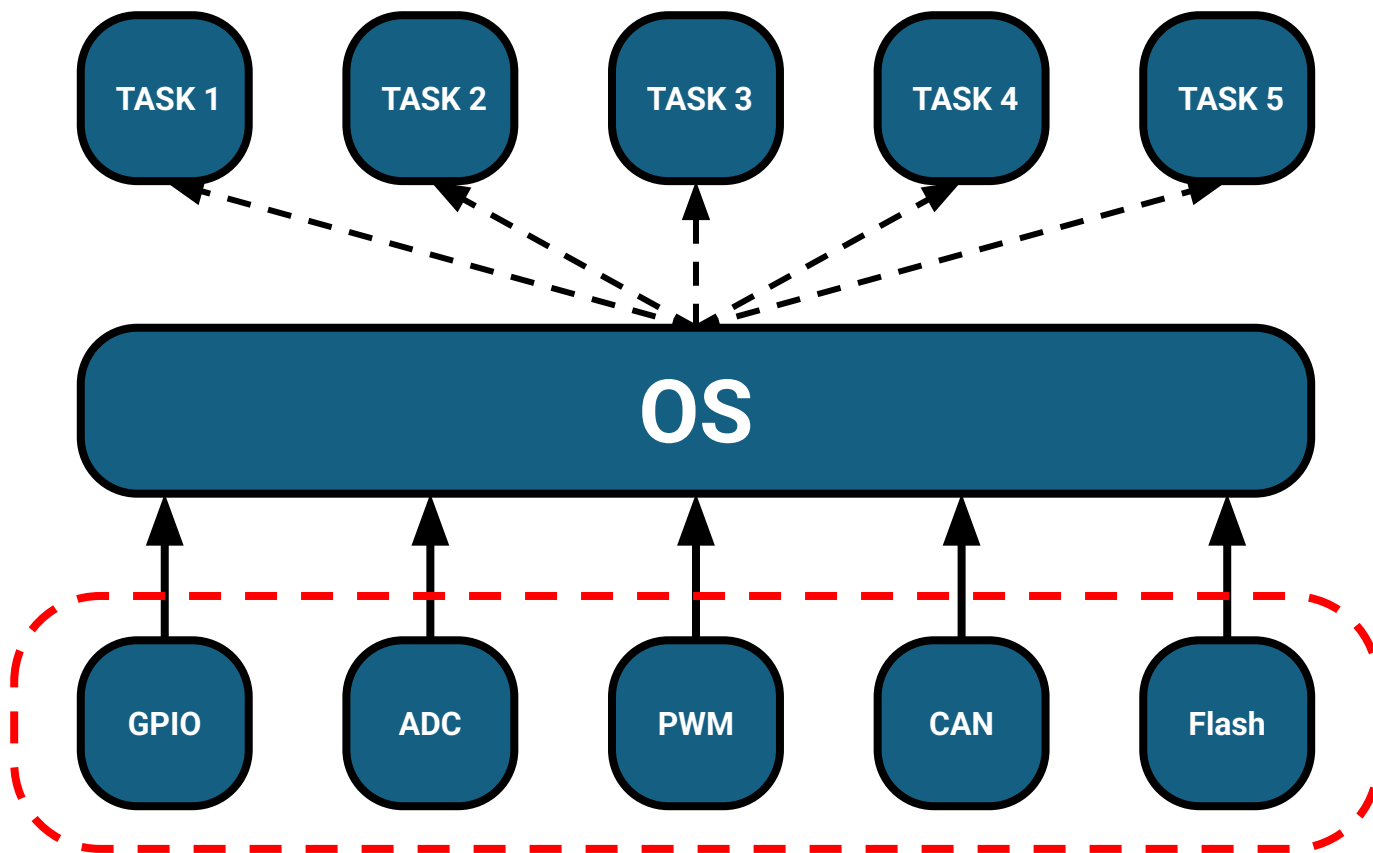 TASK 1
TASK 2
TASK 3
TASK 4
TASK 5
OS
GPIO
ADC
PWM
CAN
Flash